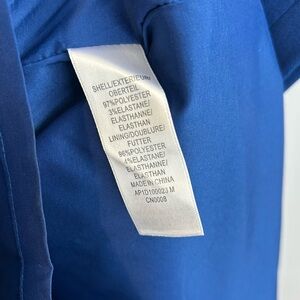 SHELL/EXTERIEUR/
OBERTEIL
97%POLYESTER
3%ELASTANE/
ELASTHANNE/
ELASTHAN
LINING/DOUBLURE/
FUTTER
96%POLYESTER
4%ELASTANE/
ELASTHANNE/
ELASTHAN
MADE IN CHINA
AP1D100023 M
CN0008